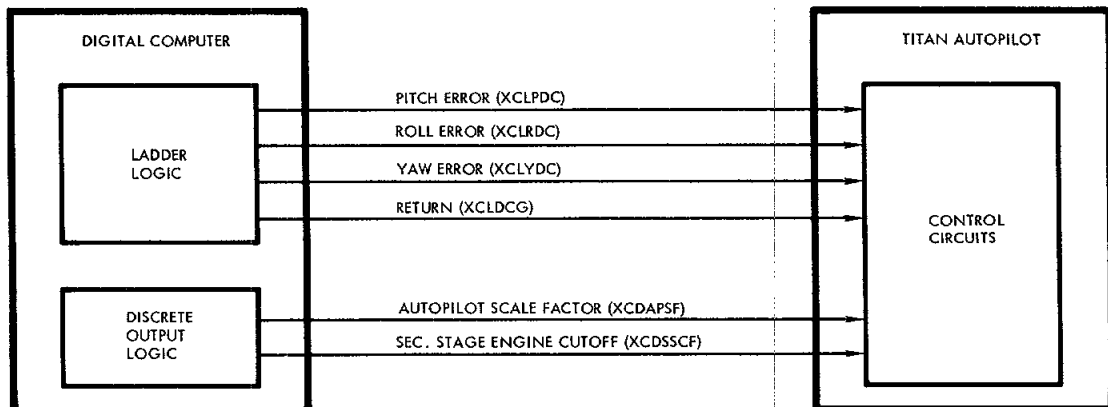 DIGITAL COMPUTER
TITAN AUTOPILOT
LADDER
LOGIC
PITCH ERROR (XCLPDC)
ROLL ERROR (XCLRDC)
YAW ERROR (XCLYDC)
RETURN (XCLDCG)
CONTROL
CIRCUITS
DISCRETE
OUTPUT
LOGIC
AUTOPILOT SCALE FACTOR (XCDAPSF)
SEC. STAGE ENGINE CUTOFF (XCDSSCF)